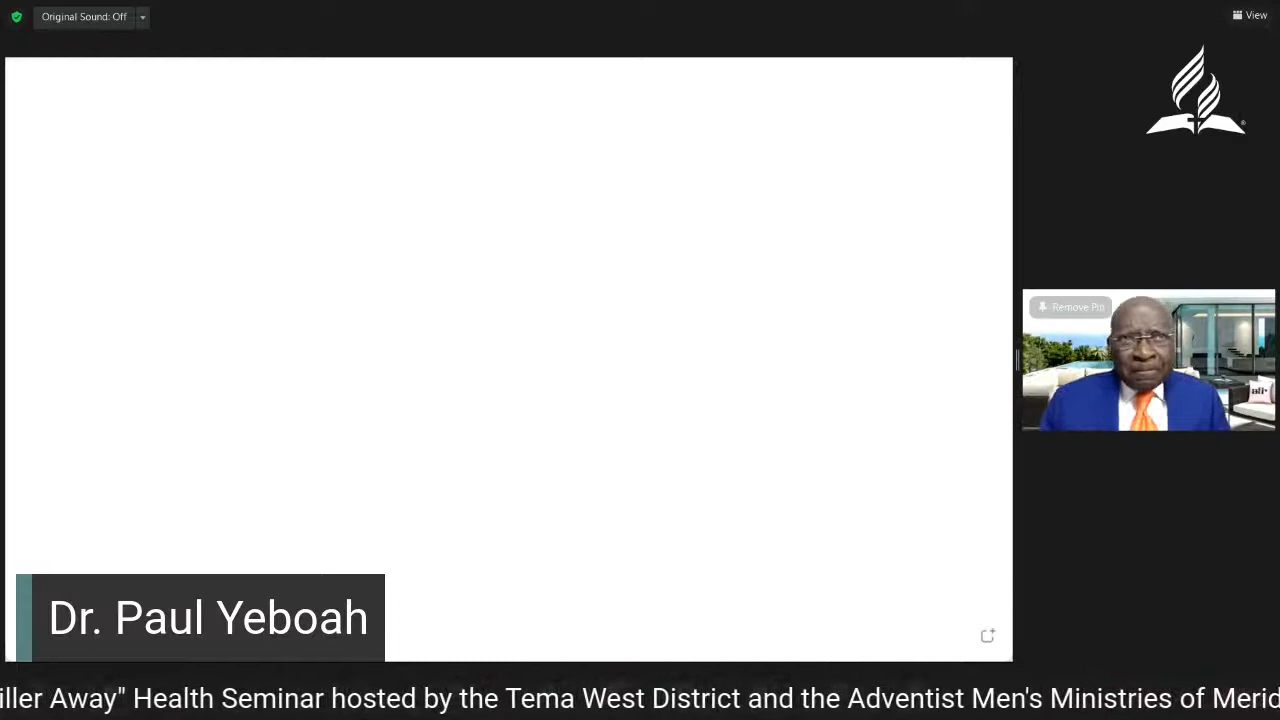 Original Sound: Off
View
Remove Pin
Dr. Paul Yeboah
iller Away" Health Seminar hosted by the Tema West District and the Adventist Men's Ministries of Merid